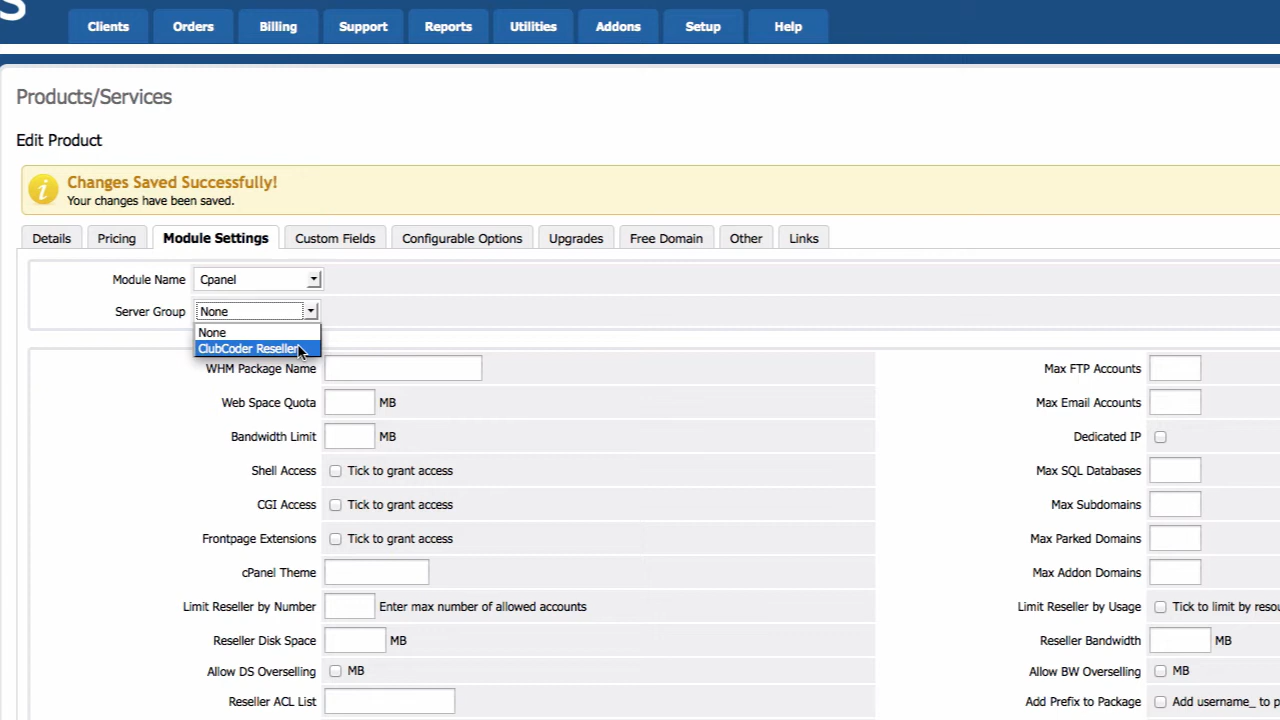 S
Clients Orders Billing Support Reports Utilities Addons Setup Help
Products/Services
Edit Product
Changes Saved Successfully!
Your changes have been saved.
Details Pricing Module Settings Custom Fields Configurable Options Upgrades Free Domain Other Links
Module Name Cpanel
Server Group None
None
ClubCoder Reseller
WHM Package Name Max FTP Accounts
Web Space Quota MB Max Email Accounts
Bandwidth Limit MB Dedicated IP
Shell Access Tick to grant access Max SQL Databases
CGI Access Tick to grant access Max Subdomains
Frontpage Extensions Tick to grant access Max Parked Domains
cPanel Theme Max Addon Domains
Limit Reseller by Number Enter max number of allowed accounts Limit Reseller by Usage Tick to limit by resou
Reseller Disk Space MB Reseller Bandwidth MB
Allow DS Overselling MB Allow BW Overselling MB
Reseller ACL List Add Prefix to Package Add username_ to p